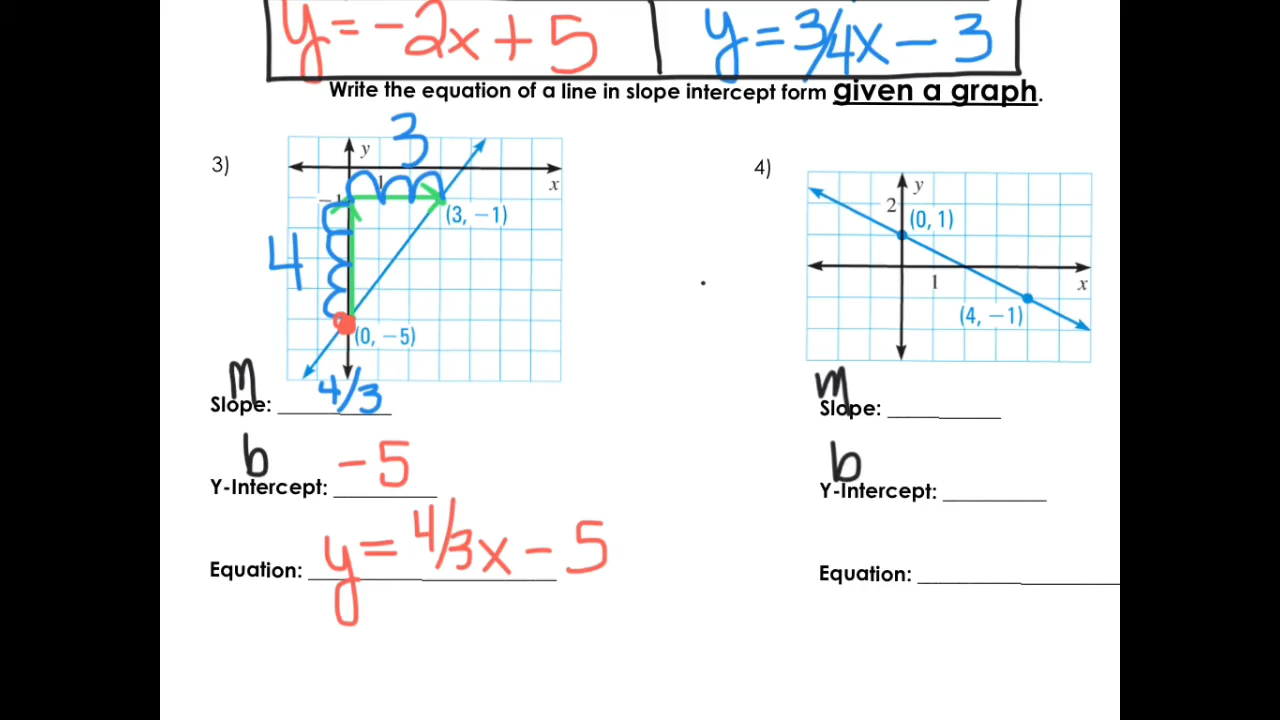 y = -2x + 5
y = 3/4x - 3
Write the equation of a line in slope intercept form given a graph.
3)
3
y
1
x
-1
(3, −1)
4
(0, −5)
m
Slope: 4/3
b
Y-Intercept: -5
Equation: y = 4/3x - 5
4)
y
2
(0, 1)
1
x
(4, −1)
m
Slope:
b
Y-Intercept:
Equation: